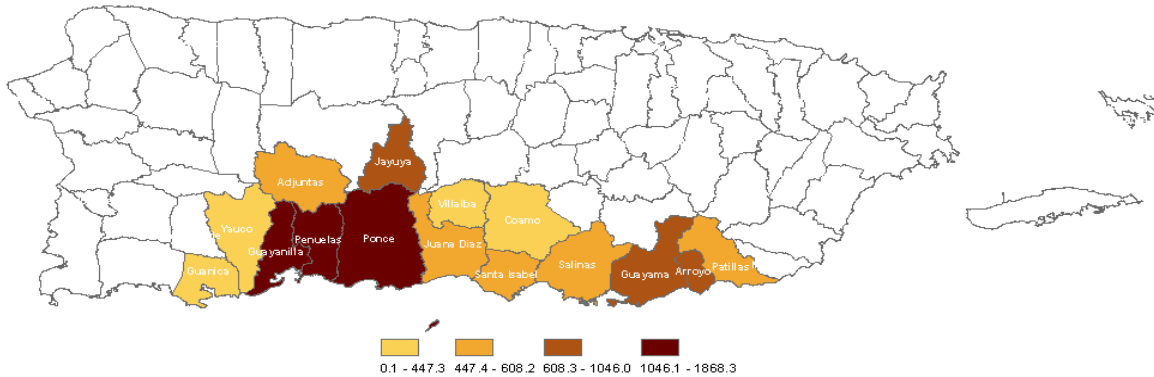 Jayuya
Adjuntas
Villalba
Coamo
Yauco
Penuelas
Ponce
Guayanilla
Juana Diaz
Guanica
Santa Isabel
Salinas
Guayama
Arroyo
Patillas
0.1 - 447.3 447.4 - 608.2 608.3 - 1046.0 1046.1 - 1868.3